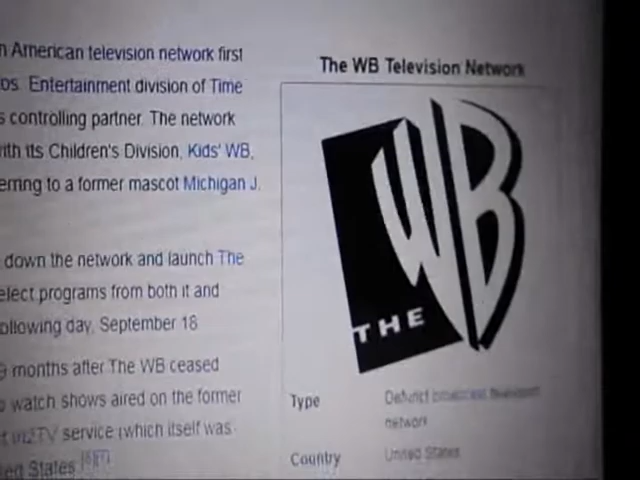 n American television network first
os. Entertainment division of Time
s controlling partner. The network
ith its Children's Division, Kids' WB,
erring to a former mascot Michigan J.
down the network and launch The
elect programs from both it and
ollowing day, September 18
months after The WB ceased
o watch shows aired on the former
service (which itself was
ed States
The WB Television Network
THE WB
Type
Defunct broadcast television
network
Country
United States